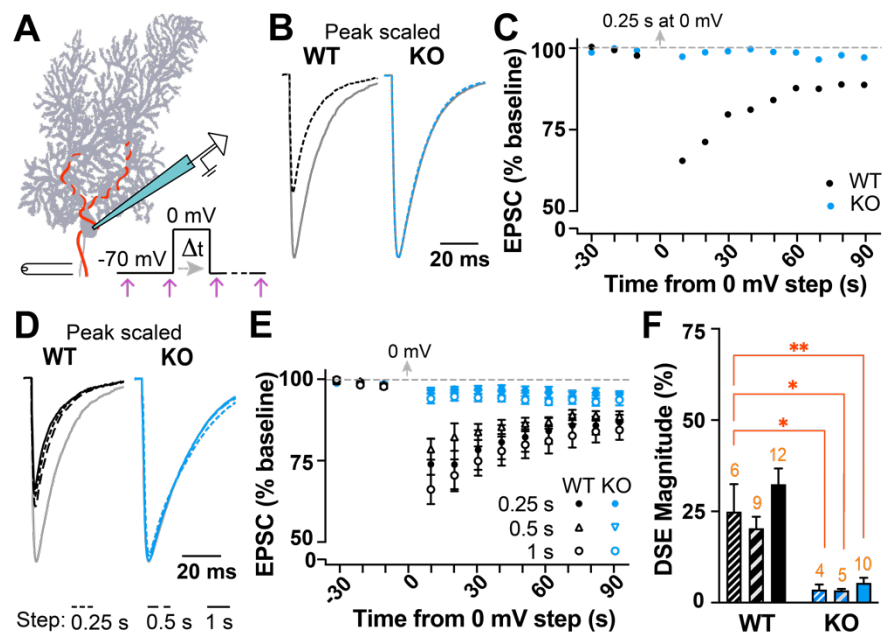 A
0 mV
-70 mV
Δt
B
Peak scaled
WT
KO
20 ms
C
0.25 s at 0 mV
EPSC (% baseline)
100
75
50
0
WT
KO
-30
0
30
60
90
Time from 0 mV step (s)
D
Peak scaled
WT
KO
20 ms
Step:
0.25 s
0.5 s
1 s
E
0 mV
EPSC (% baseline)
100
75
50
0
WT KO
0.25 s
0.5 s
1 s
-30
0
30
60
90
Time from 0 mV step (s)
F
DSE Magnitude (%)
75
50
25
0
**
*
*
6
9
12
4
5
10
WT
KO